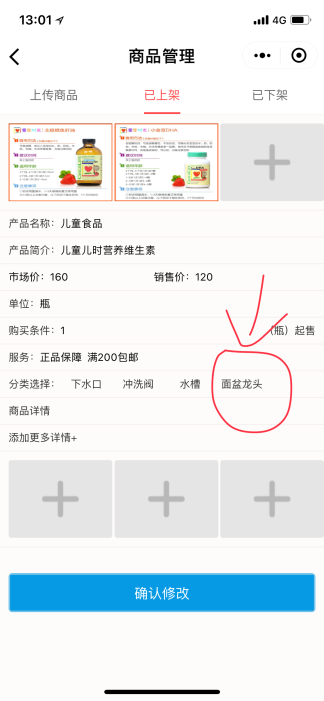 13:01 4G
商品管理
上传商品 已上架 已下架
产品名称：儿童食品
产品简介：儿童儿时营养维生素
市场价：160 销售价：120
单位：瓶
购买条件：1 （瓶）起售
服务：正品保障 满200包邮
分类选择： 下水口 冲洗阀 水槽 面盆龙头
商品详情
添加更多详情+
确认修改